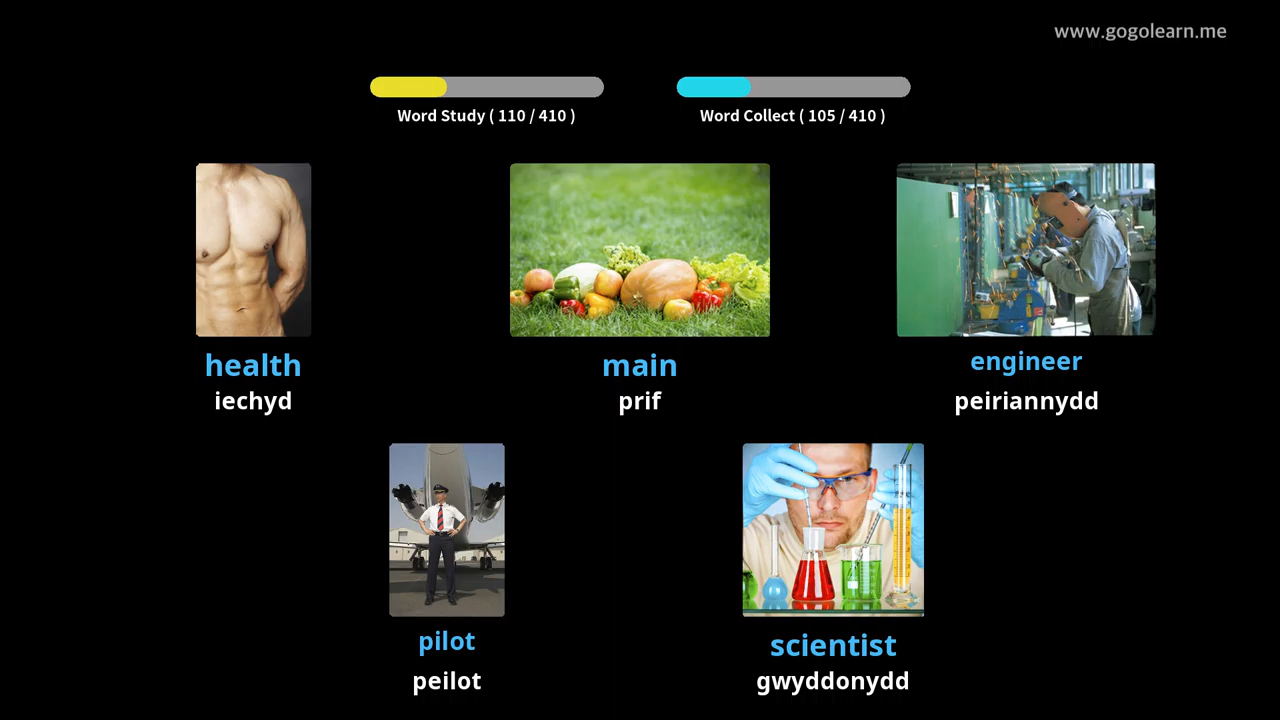 www.gogolearn.me
Word Study ( 110 / 410 )
Word Collect ( 105 / 410 )
health
iechyd
main
prif
engineer
peiriannydd
pilot
peilot
scientist
gwyddonydd